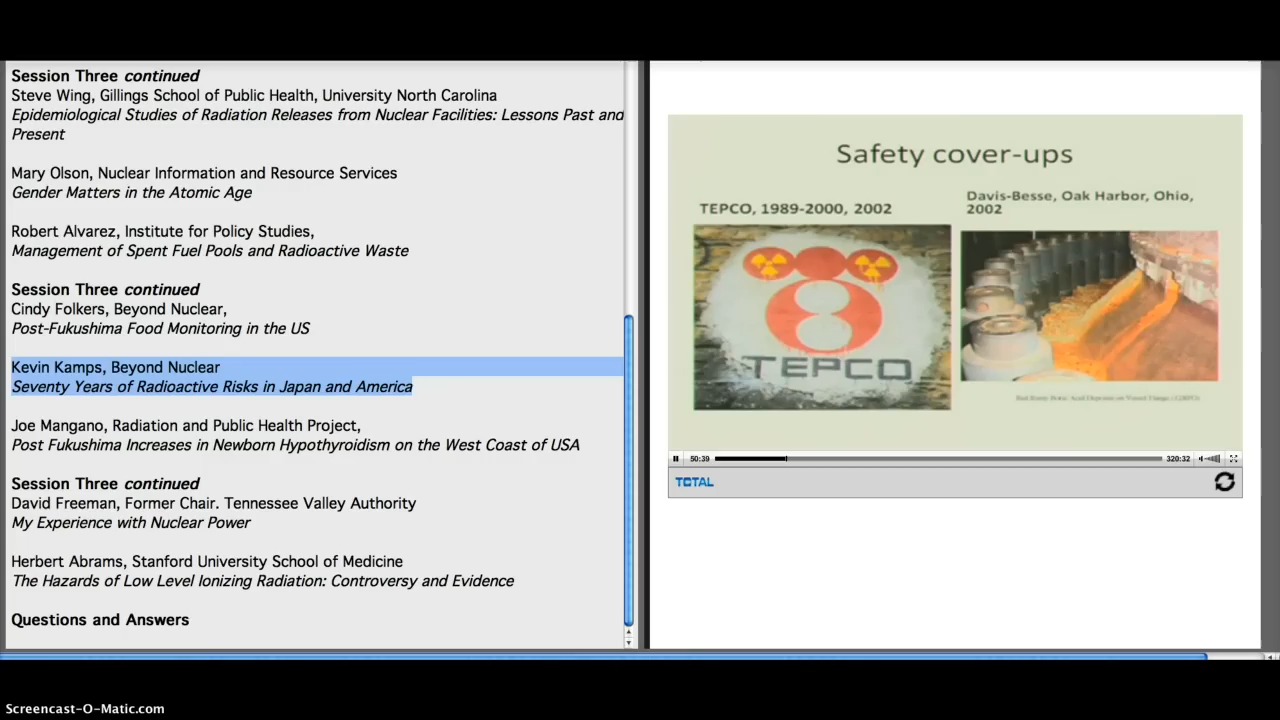 Session Three continued
Steve Wing, Gillings School of Public Health, University North Carolina
Epidemiological Studies of Radiation Releases from Nuclear Facilities: Lessons Past and
Present
Mary Olson, Nuclear Information and Resource Services
Gender Matters in the Atomic Age
Robert Alvarez, Institute for Policy Studies,
Management of Spent Fuel Pools and Radioactive Waste
Session Three continued
Cindy Folkers, Beyond Nuclear,
Post-Fukushima Food Monitoring in the US
Kevin Kamps, Beyond Nuclear
Seventy Years of Radioactive Risks in Japan and America
Joe Mangano, Radiation and Public Health Project,
Post Fukushima Increases in Newborn Hypothyroidism on the West Coast of USA
Session Three continued
David Freeman, Former Chair. Tennessee Valley Authority
My Experience with Nuclear Power
Herbert Abrams, Stanford University School of Medicine
The Hazards of Low Level Ionizing Radiation: Controversy and Evidence
Questions and Answers
Safety cover-ups
TEPCO, 1989-2000, 2002
Davis-Besse, Oak Harbor, Ohio,
2002
TEPCO
50:39
320:32
TOTAL
Screencast-O-Matic.com